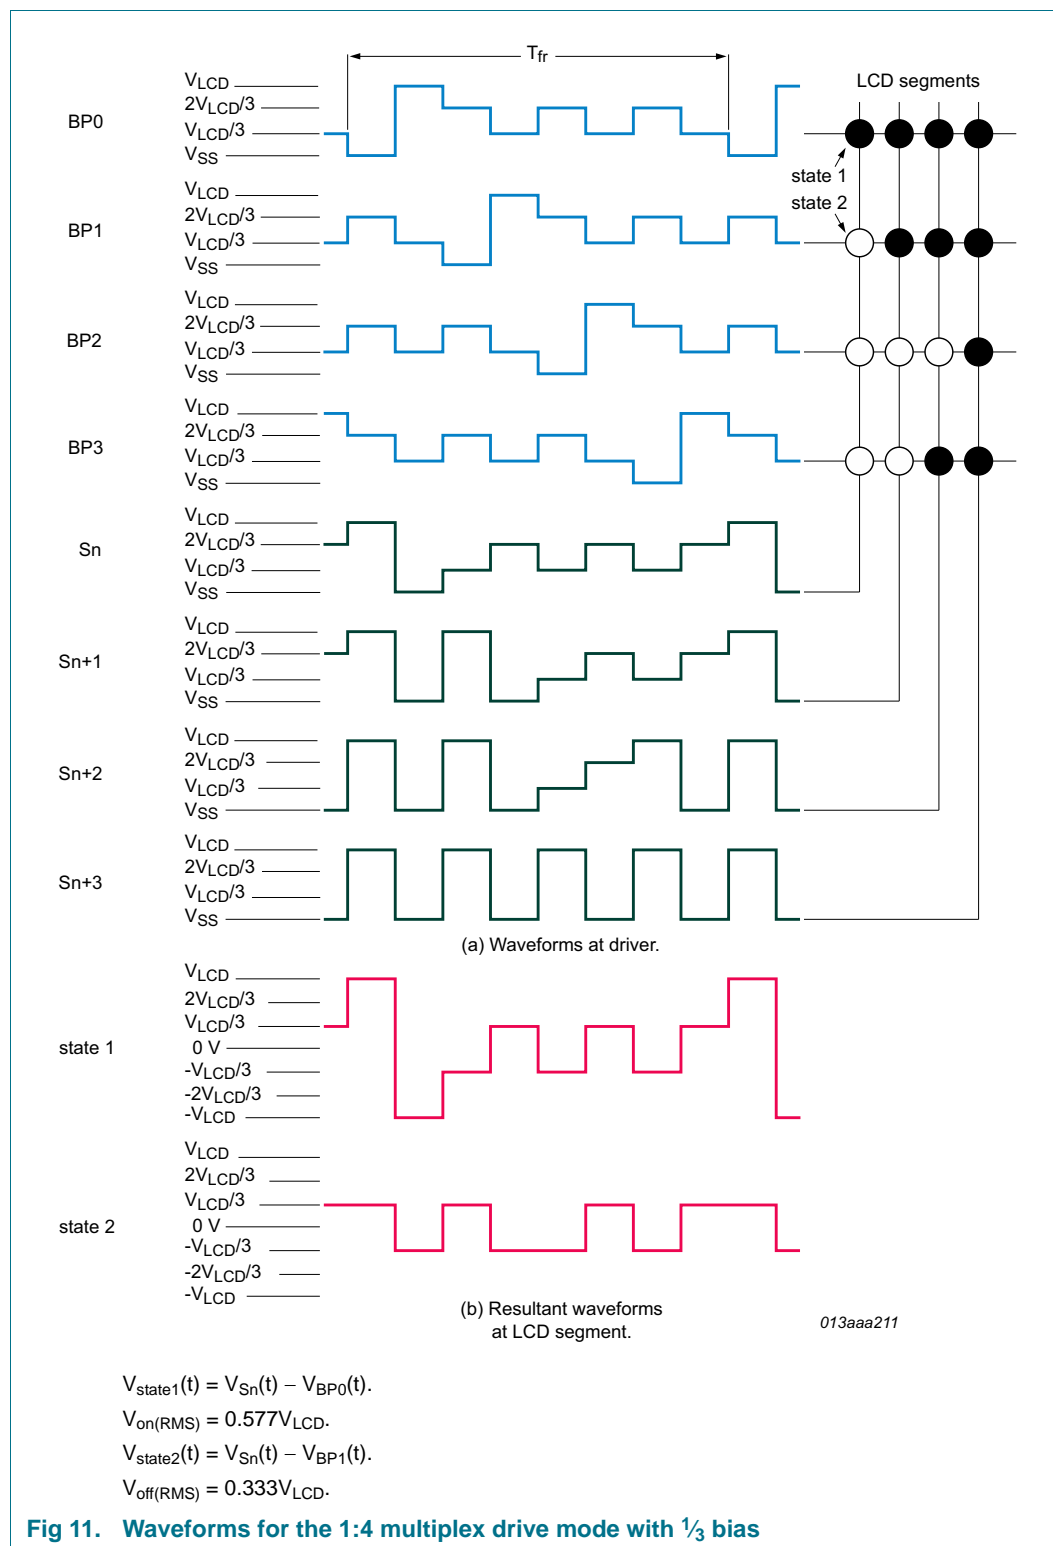 Tfr
VLCD
2VLCD/3
BP0
VLCD/3
VSS
LCD segments
state 1
state 2
VLCD
2VLCD/3
BP1
VLCD/3
VSS
VLCD
2VLCD/3
BP2
VLCD/3
VSS
VLCD
2VLCD/3
BP3
VLCD/3
VSS
VLCD
2VLCD/3
Sn
VLCD/3
VSS
VLCD
2VLCD/3
Sn+1
VLCD/3
VSS
VLCD
2VLCD/3
Sn+2
VLCD/3
VSS
VLCD
2VLCD/3
Sn+3
VLCD/3
VSS
(a) Waveforms at driver.
VLCD
2VLCD/3
VLCD/3
state 1
0 V
-VLCD/3
-2VLCD/3
-VLCD
VLCD
2VLCD/3
VLCD/3
state 2
0 V
-VLCD/3
-2VLCD/3
-VLCD
(b) Resultant waveforms
at LCD segment.
013aaa211
Vstate1(t) = VSn(t) − VBP0(t).
Von(RMS) = 0.577VLCD.
Vstate2(t) = VSn(t) − VBP1(t).
Voff(RMS) = 0.333VLCD.
Fig 11. Waveforms for the 1:4 multiplex drive mode with 1⁄3 bias